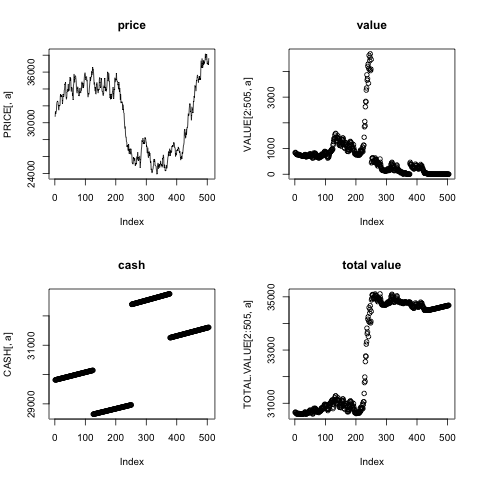 price
PRICE[, a]
24000 30000 36000
0 100 200 300 400 500
Index
value
VALUE[2:505, a]
0 1000 3000
0 100 200 300 400 500
Index
cash
CASH[, a]
29000 31000
0 100 200 300 400 500
Index
total value
TOTAL.VALUE[2:505, a]
31000 33000 35000
0 100 200 300 400 500
Index